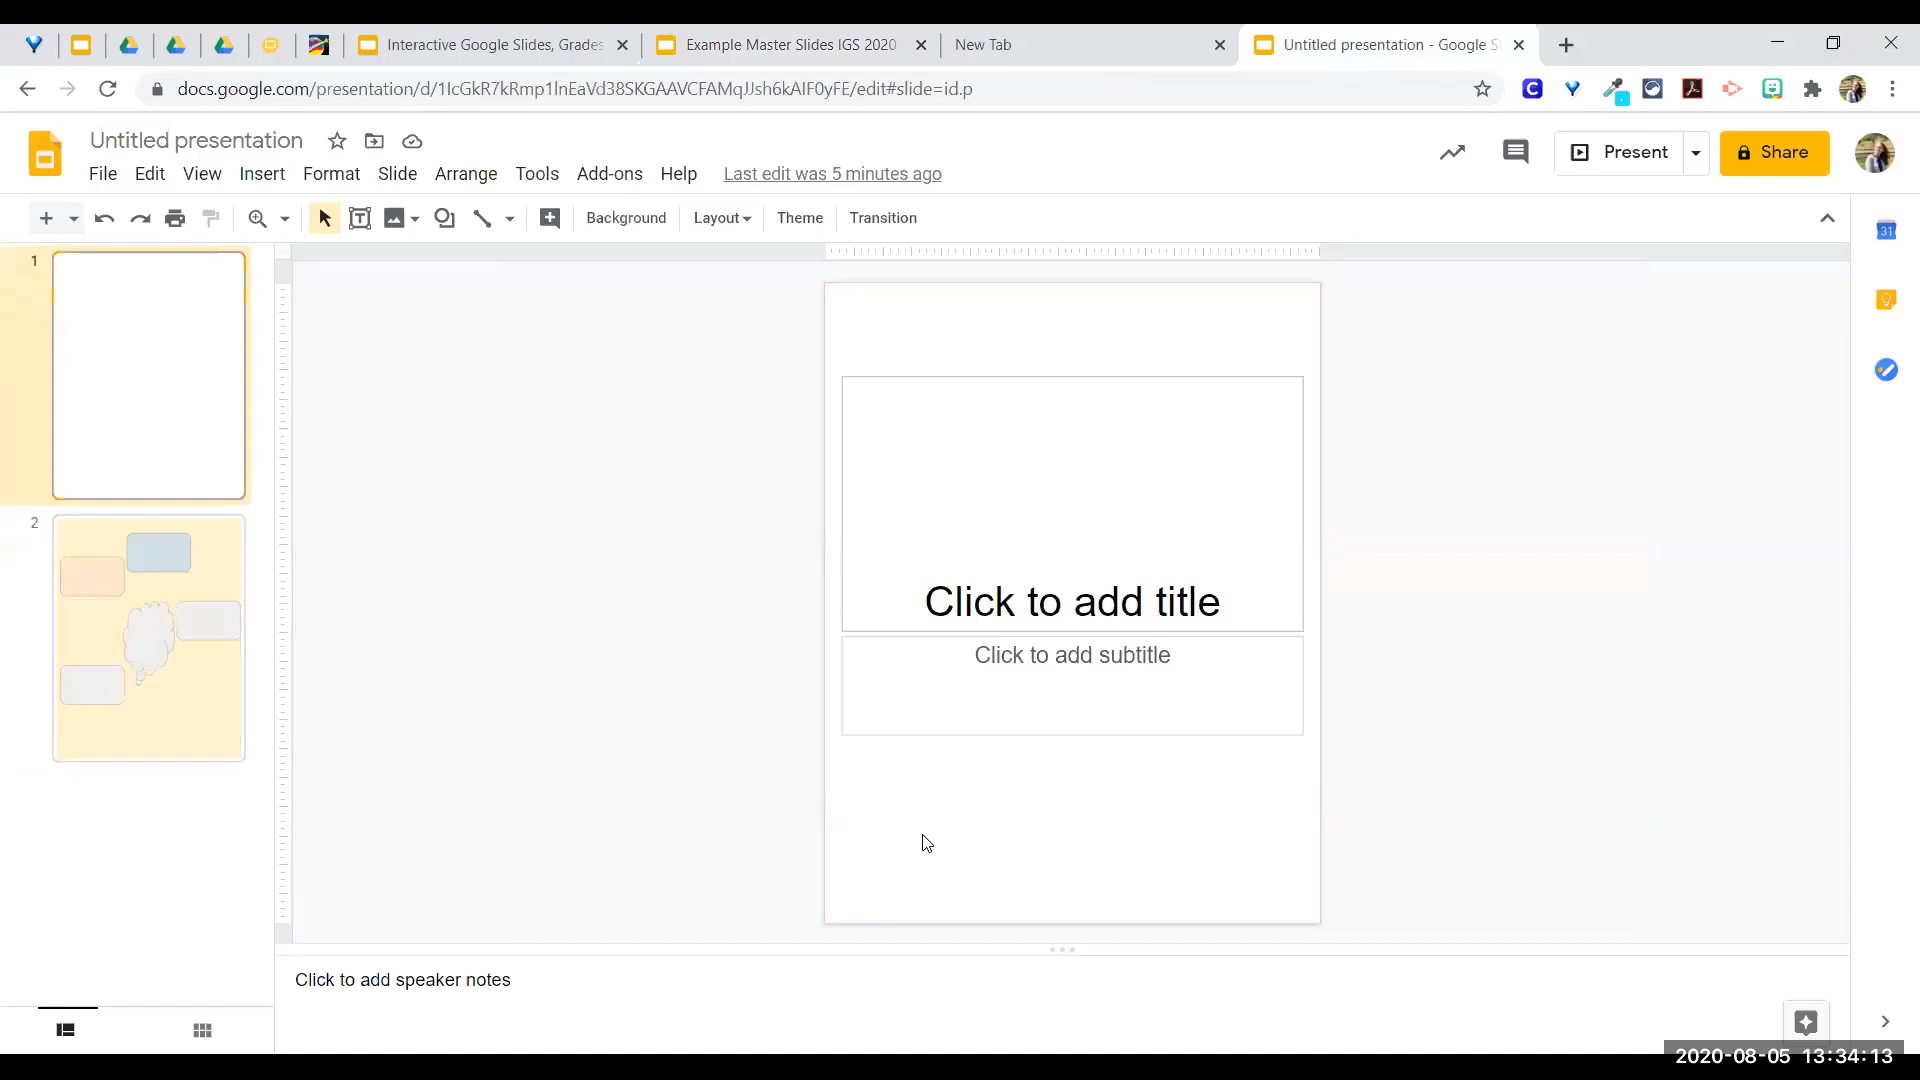 Interactive Google Slides, Grades
Example Master Slides IGS 2020
New Tab
Untitled presentation - Google S
docs.google.com/presentation/d/1lcGkR7kRmp1lnEaVd38SKGAAVCFAMqJJsh6kAlF0yFE/edit#slide=id.p
Untitled presentation
File Edit View Insert Format Slide Arrange Tools Add-ons Help Last edit was 5 minutes ago
Present
Share
Background Layout Theme Transition
31
1
2
Click to add title
Click to add subtitle
Click to add speaker notes
2020-08-05 13:34:13